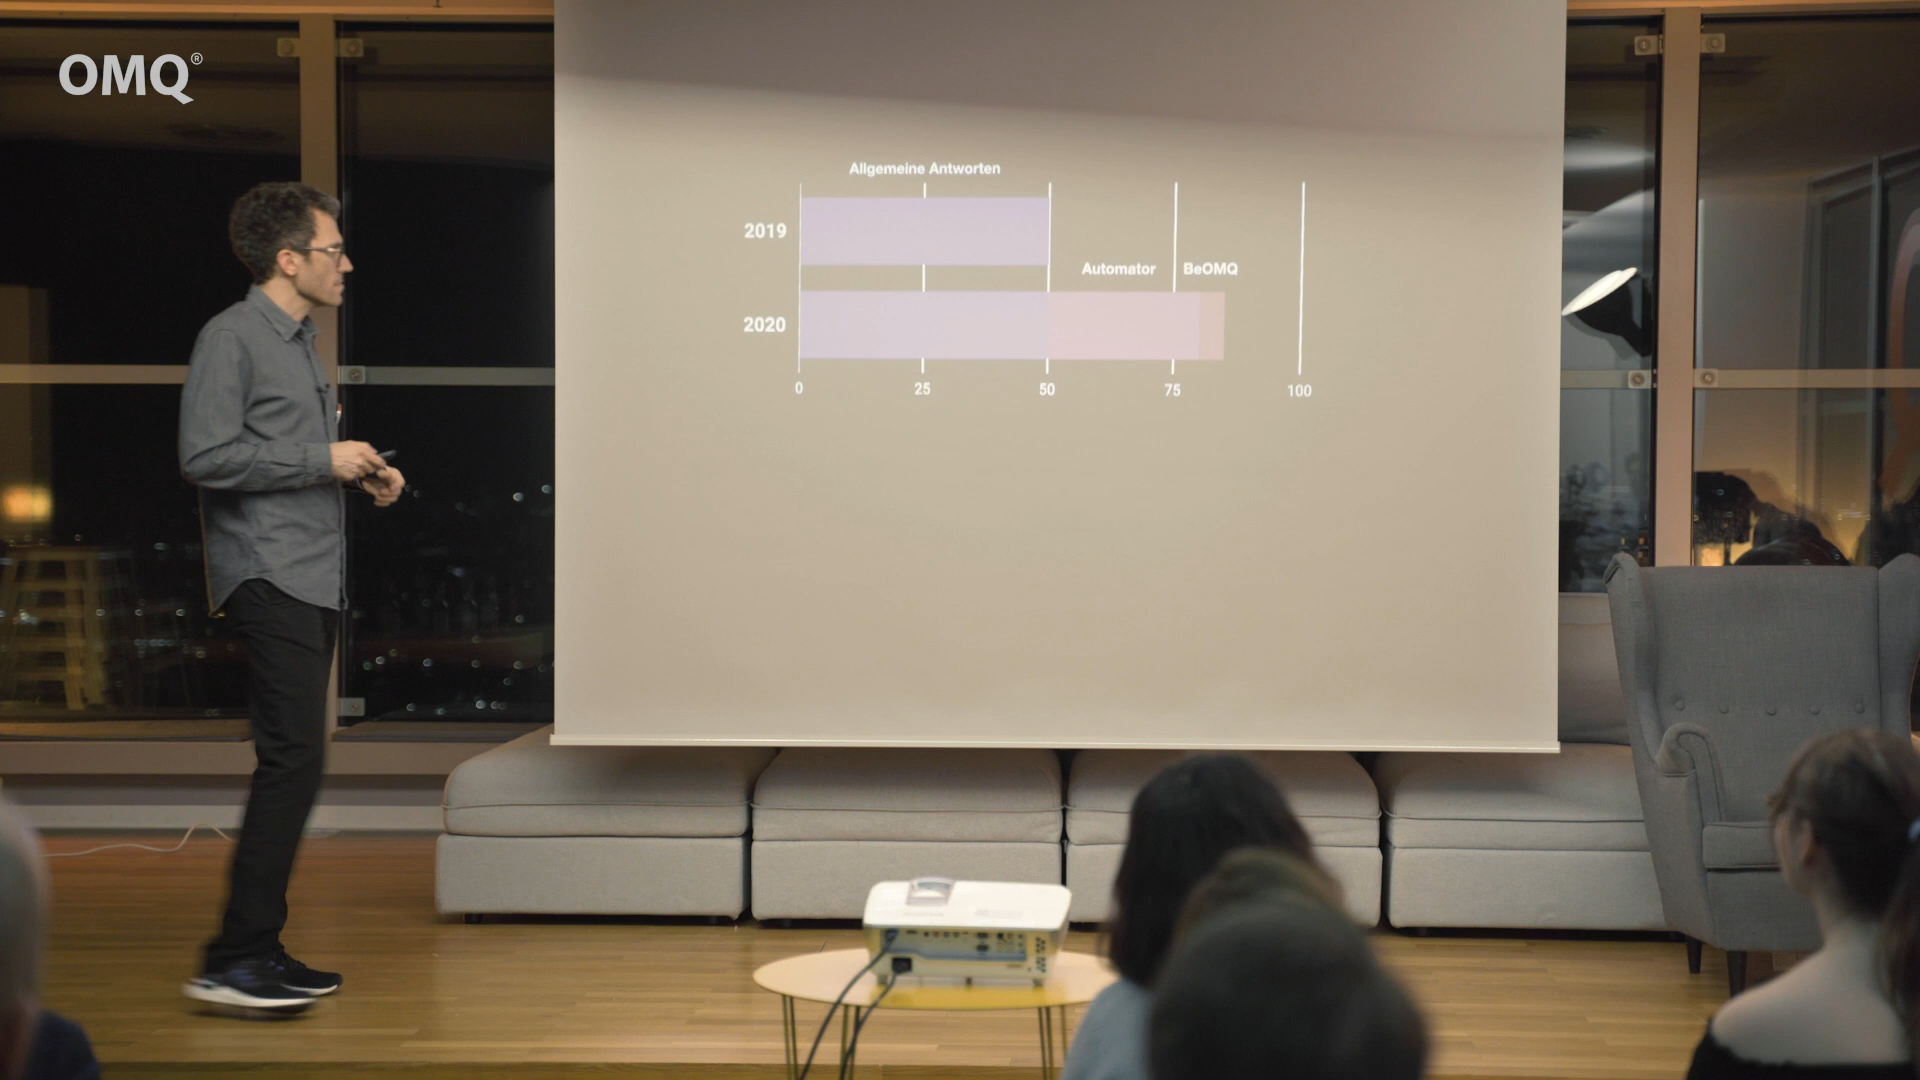 OMQ®
Allgemeine Antworten
2019
Automator BeOMQ
2020
0 25 50 75 100